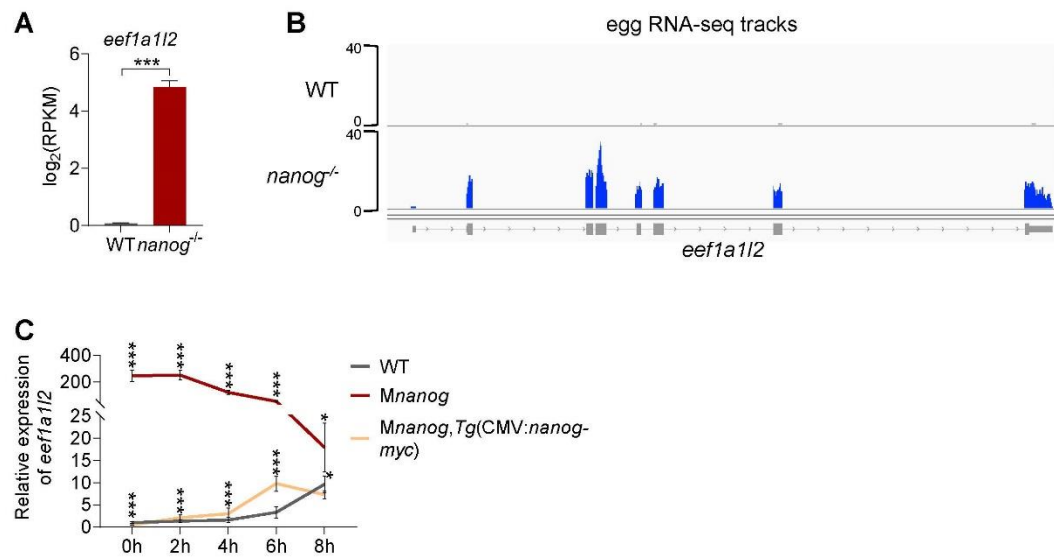 A
eef1a1l2
***
6
4
2
0
log2(RPKM)
WT nanog-/-
B
egg RNA-seq tracks
40
WT
0
40
nanog-/-
0
eef1a1l2
C
Relative expression
of eef1a1l2
400
200
25
20
15
10
5
0
*** *** *** *** *
*** *** *** *** *
0h 2h 4h 6h 8h
WT
Mnanog
Mnanog,Tg(CMV:nanog-
myc)